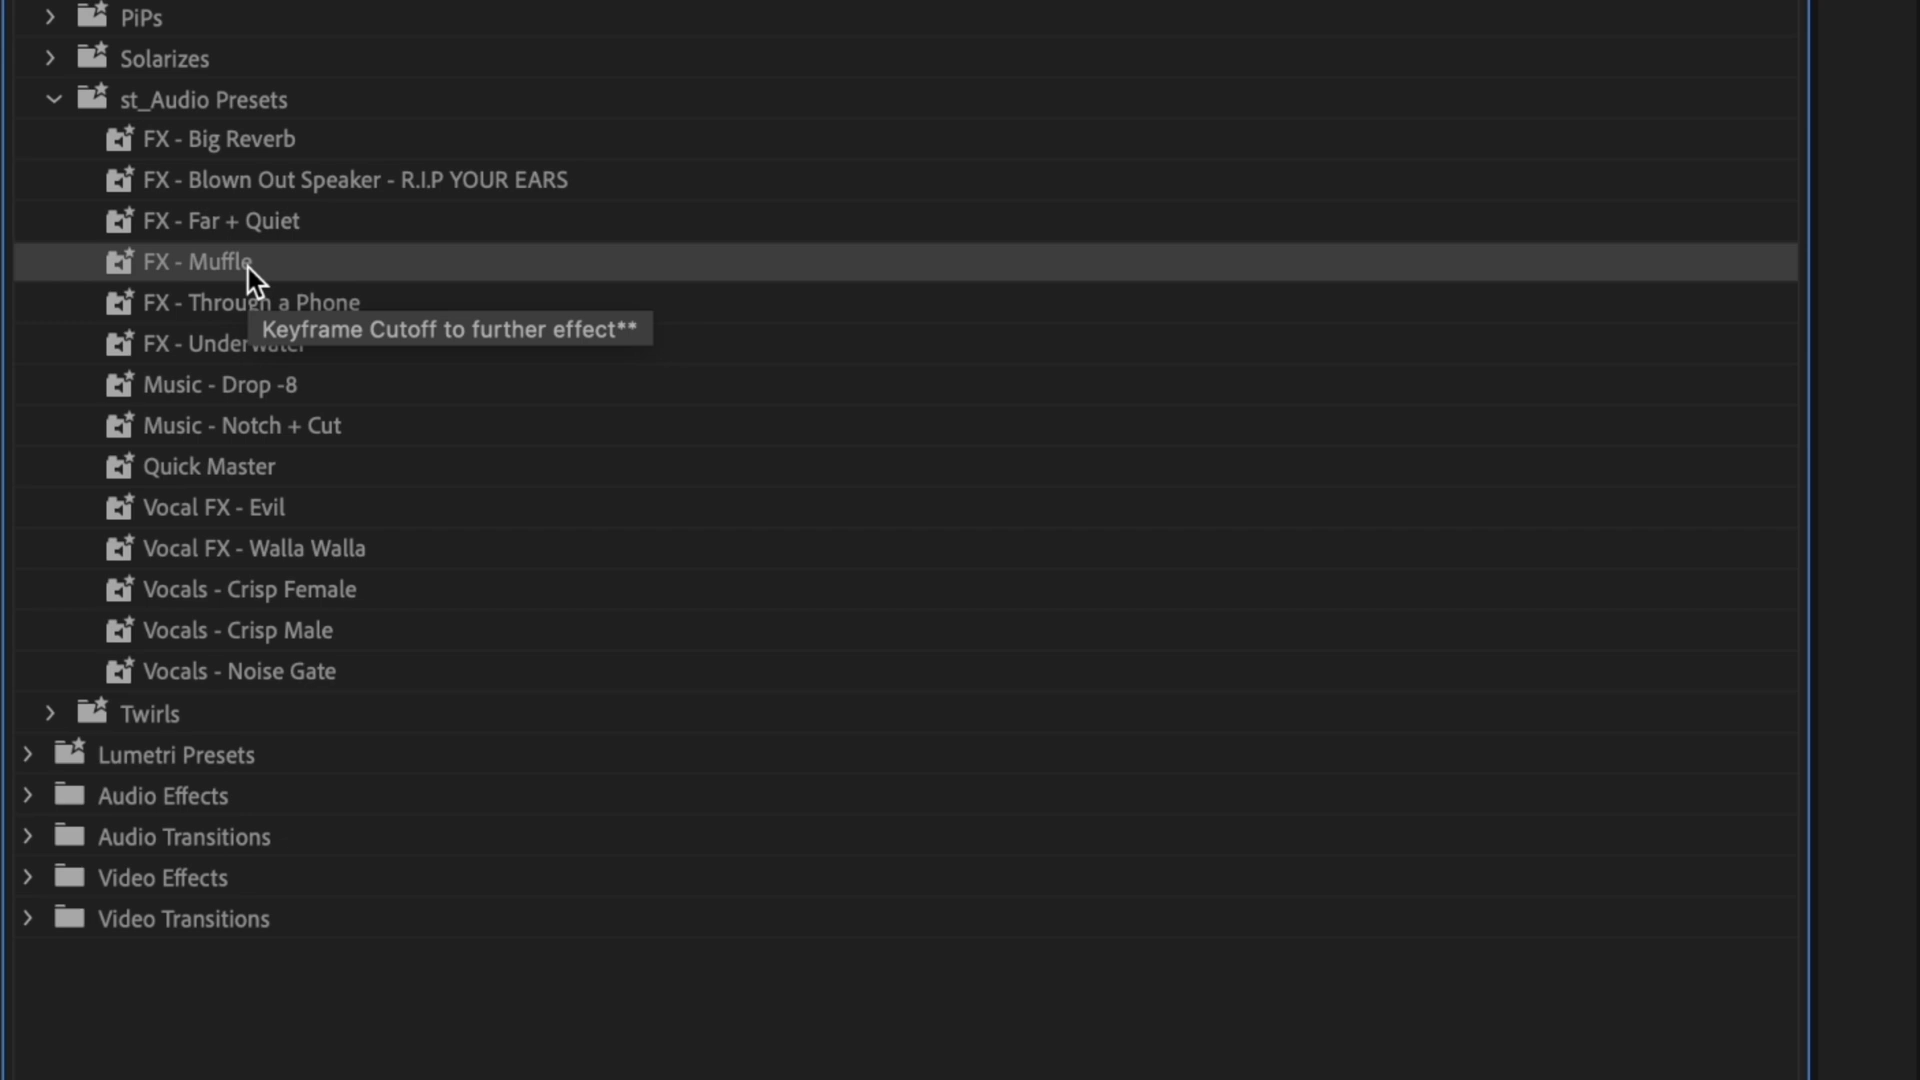 PiPs
Solarizes
st_Audio Presets
FX - Big Reverb
FX - Blown Out Speaker - R.I.P YOUR EARS
FX - Far + Quiet
FX - Muffle
FX - Through a Phone
Keyframe Cutoff to further effect**
FX - Underwater
Music - Drop -8
Music - Notch + Cut
Quick Master
Vocal FX - Evil
Vocal FX - Walla Walla
Vocals - Crisp Female
Vocals - Crisp Male
Vocals - Noise Gate
Twirls
Lumetri Presets
Audio Effects
Audio Transitions
Video Effects
Video Transitions